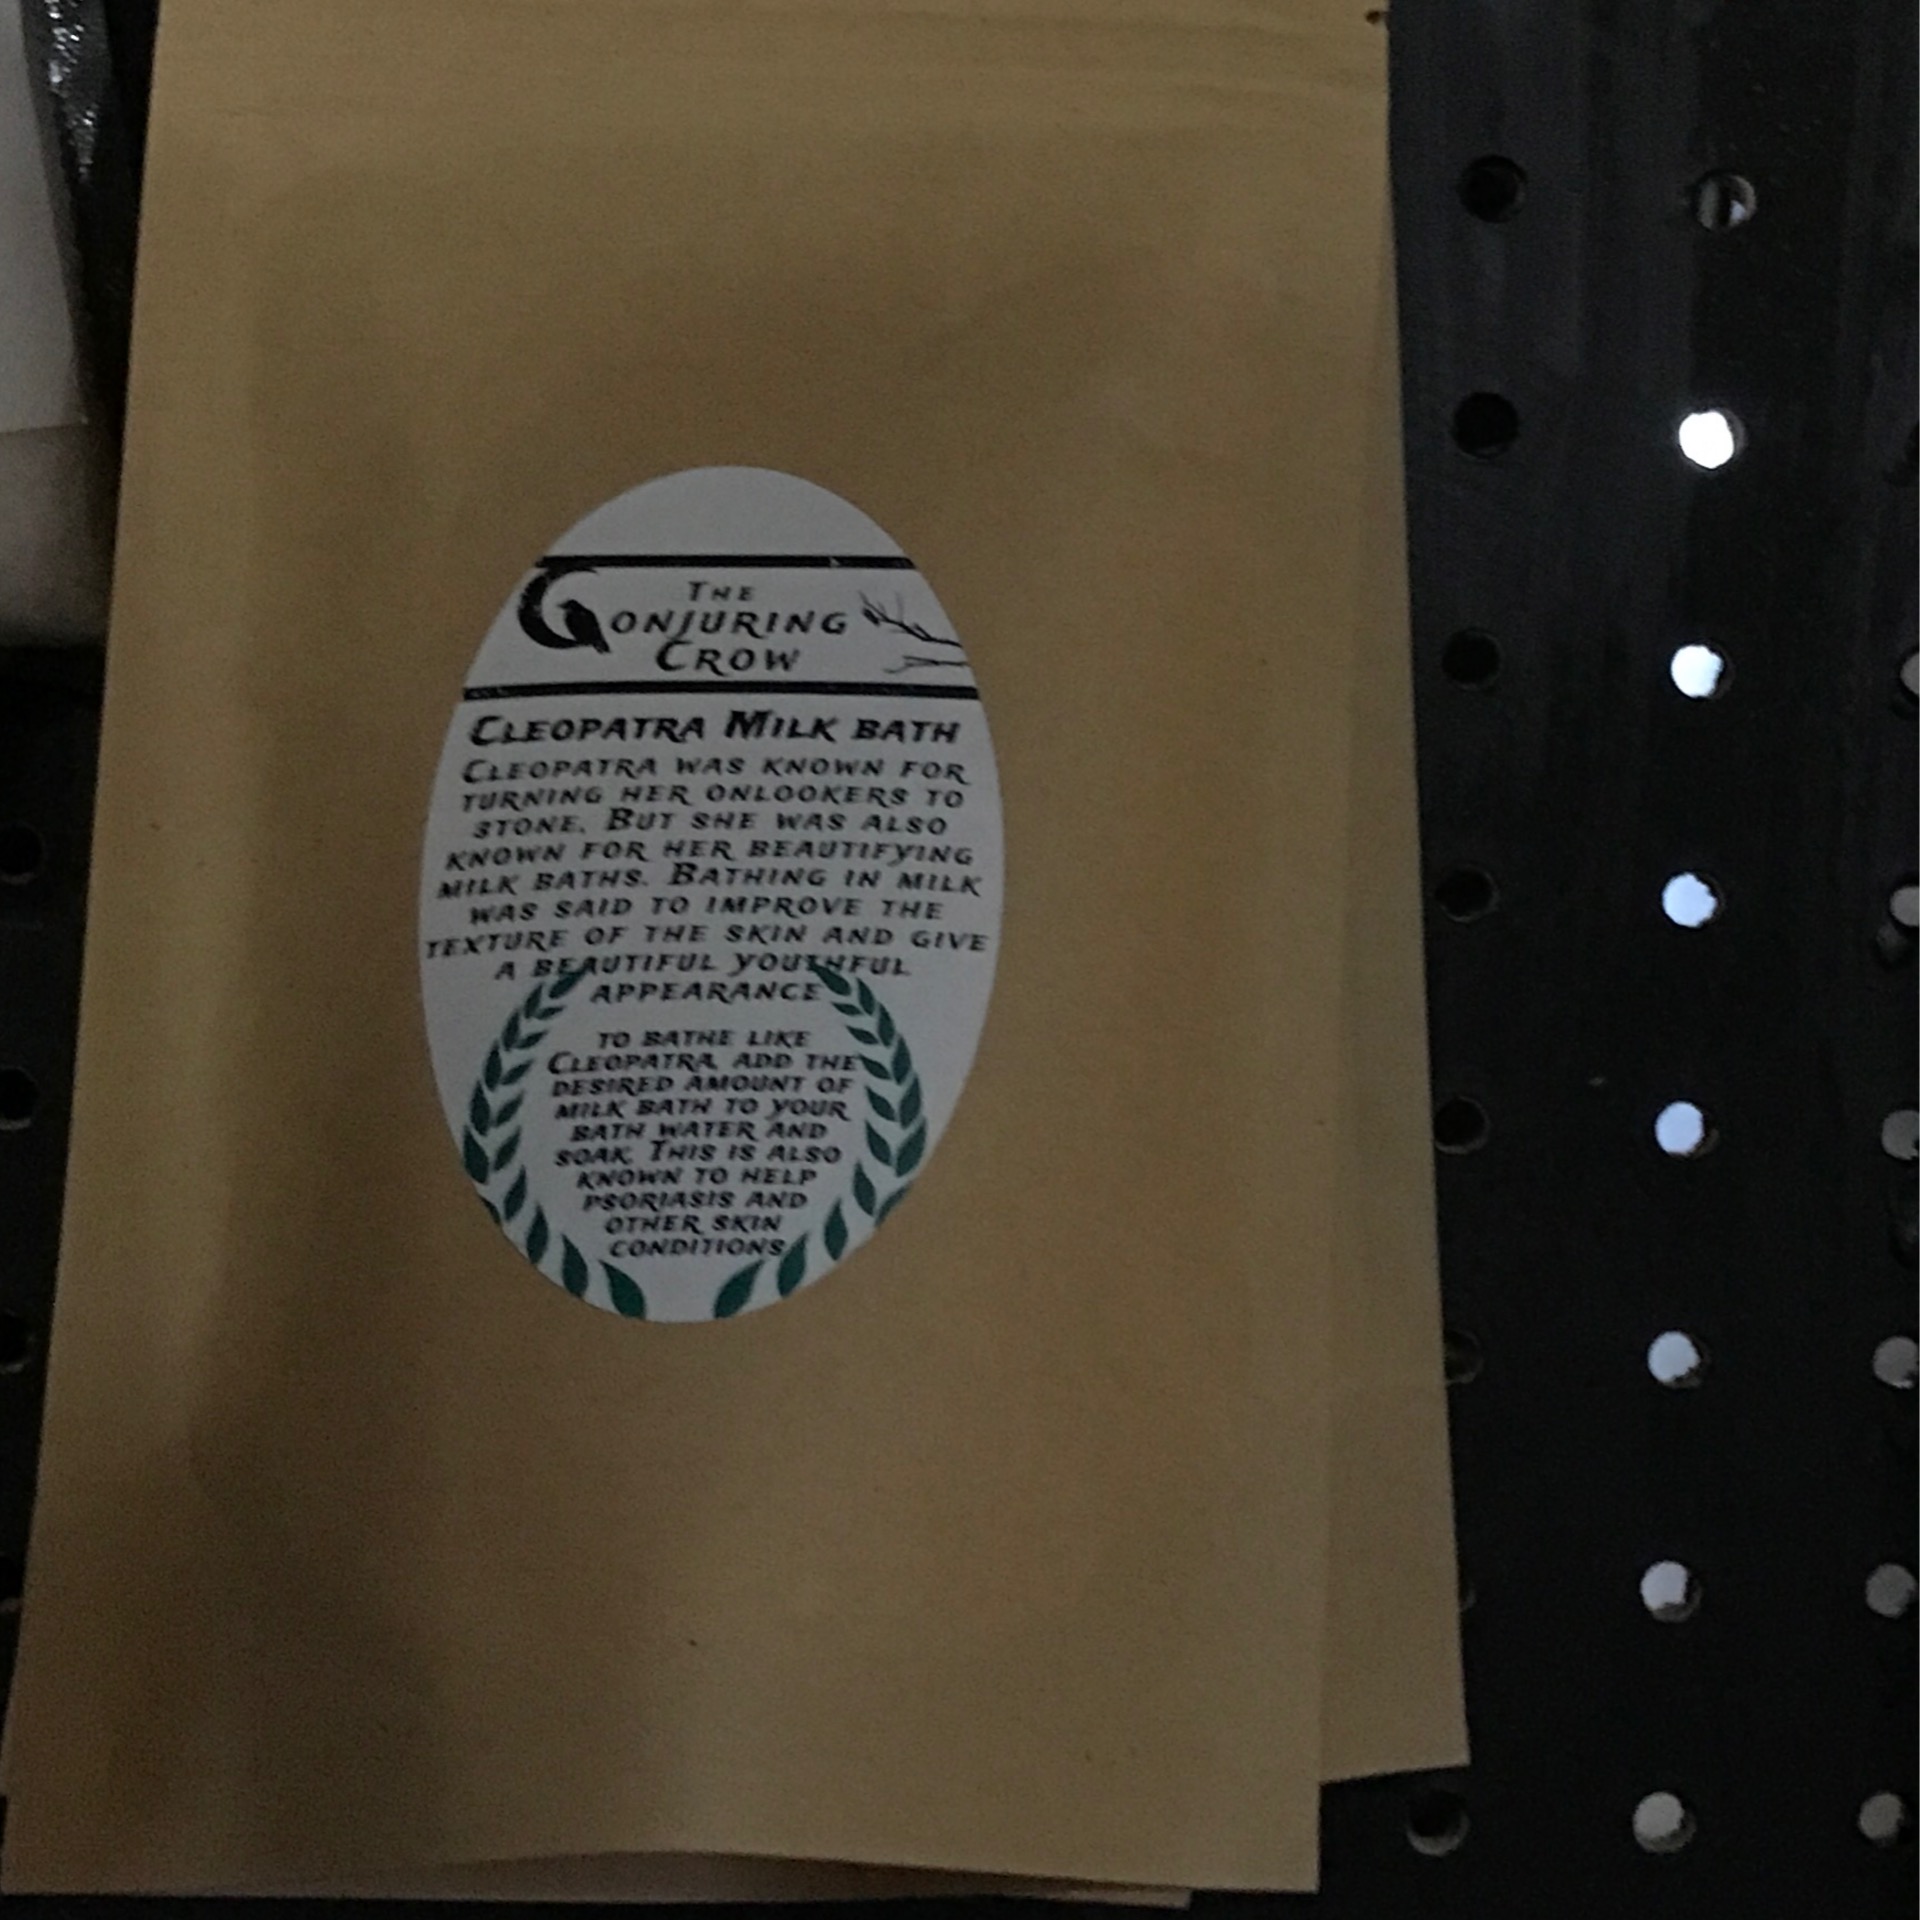 The
Conjuring
Crow
Cleopatra Milk bath
Cleopatra was known for
turning her onlookers to
stone. But she was also
known for her beautifying
milk baths. Bathing in milk
was said to improve the
texture of the skin and give
a beautiful youthful
appearance
to bathe like
Cleopatra, add the
desired amount of
milk bath to your
bath water and
soak. This is also
known to help
psoriasis and
other skin
conditions